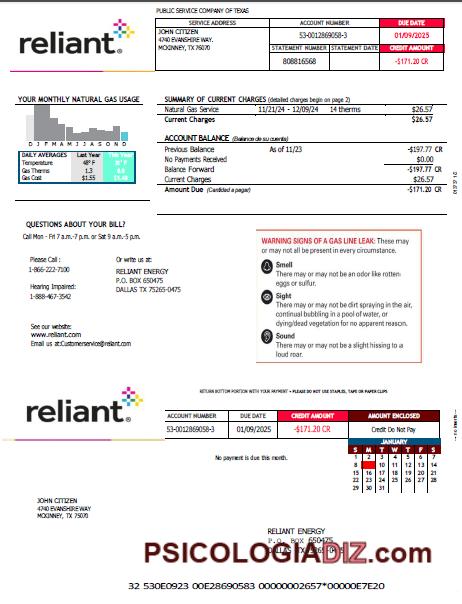 PUBLIC SERVICE COMPANY OF TEXAS
reliant
SERVICE ADDRESS
ACCOUNT NUMBER
DUE DATE
JOHN CITIZEN
4740 EVANSHIRE WAY.
MCKINNEY, TX 75070
53-0012869058-3
01/09/2025
STATEMENT NUMBER
STATEMENT DATE
CREDIT AMOUNT
808816568
-$171.20 CR
YOUR MONTHLY NATURAL GAS USAGE
D J F M A M J J A S O N D
DAILY AVERAGES Last Year This Year
Temperature 48° F
Gas Therms 1.3
Gas Cost $1.55
SUMMARY OF CURRENT CHARGES (detailed charges begin on page 2)
Natural Gas Service 11/21/24 - 12/09/24 14 therms $26.57
Current Charges $26.57
ACCOUNT BALANCE (Balance de su cuenta)
Previous Balance As of 11/23 -$197.77 CR
No Payments Received $0.00
Balance Forward -$197.77 CR
Current Charges $26.57
Amount Due (Cantidad a pagar) -$171.20 CR
QUESTIONS ABOUT YOUR BILL?
Call Mon - Fri 7 a.m.-7 p.m. or Sat 9 a.m.-5 p.m.
Please Call :
1-866-222-7100
Hearing Impaired:
1-888-467-3542
Or write us at:
RELIANT ENERGY
P.O. BOX 650475
DALLAS TX 75265-0475
See our website:
www.reliant.com
Email us at:Customerservice@reliant.com
WARNING SIGNS OF A GAS LINE LEAK: These may
or may not all be present in every circumstance.
Smell
There may or may not be an odor like rotten
eggs or sulfur.
Sight
There may or may not be dirt spraying in the air,
continual bubbling in a pool of water, or
dying/dead vegetation for no apparent reason.
Sound
There may or may not be a slight hissing to a
loud roar.
RETURN BOTTOM PORTION WITH YOUR PAYMENT • PLEASE DO NOT USE STAPLES, TAPE OR PAPER CLIPS
reliant
ACCOUNT NUMBER
DUE DATE
CREDIT AMOUNT
AMOUNT ENCLOSED
53-0012869058-3
01/09/2025
-$171.20 CR
Credit Do Not Pay
No payment is due this month.
JANUARY
S M T W T F S
1 2 3 4 5 6 7
8 10 11 12 13 14
15 16 17 18 19 20 21
22 23 24 25 26 27 28
29 30 31
JOHN CITIZEN
4740 EVANSHIRE WAY
MCKINNEY, TX 75070
RELIANT ENERGY
P.O. BOX 650475
DALLAS TX 75265-0475
PSICOLOGIADIZ.com
32 530E0923 00E28690583 00000002657*00000E7E20